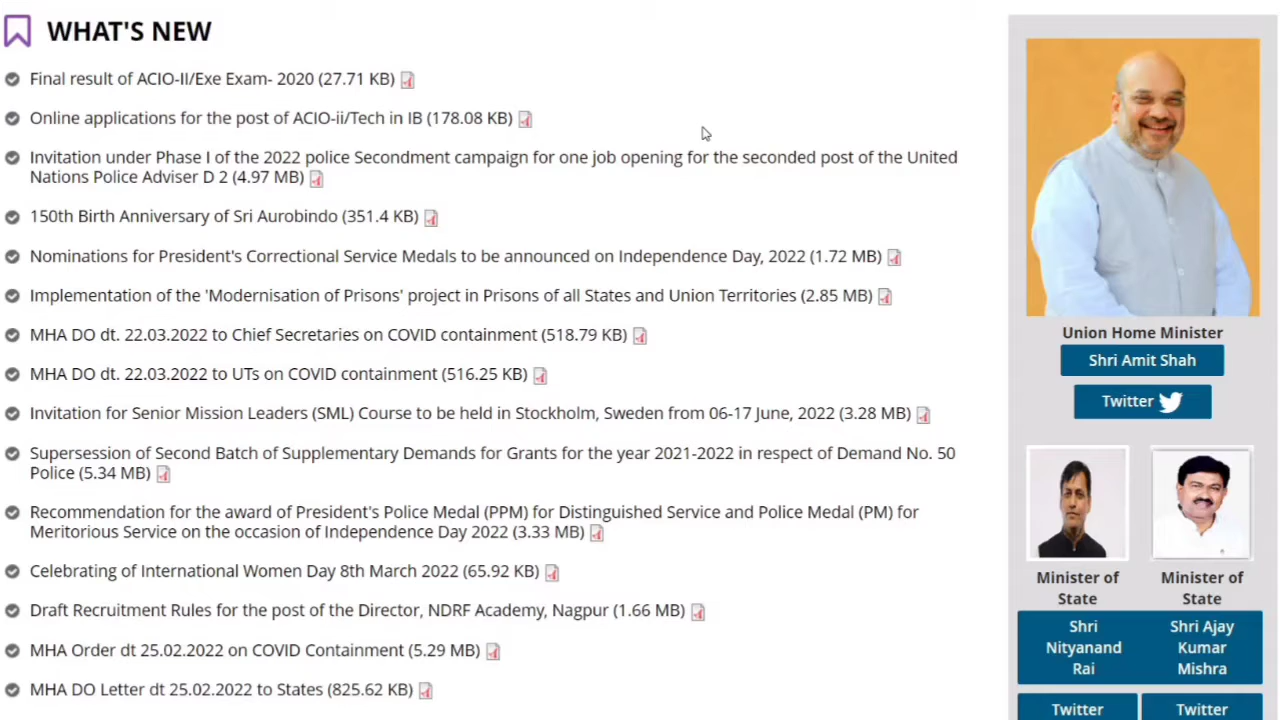 WHAT'S NEW
Final result of ACIO-II/Exe Exam- 2020 (27.71 KB)
Online applications for the post of ACIO-ii/Tech in IB (178.08 KB)
Invitation under Phase I of the 2022 police Secondment campaign for one job opening for the seconded post of the United
Nations Police Adviser D 2 (4.97 MB)
150th Birth Anniversary of Sri Aurobindo (351.4 KB)
Nominations for President's Correctional Service Medals to be announced on Independence Day, 2022 (1.72 MB)
Implementation of the 'Modernisation of Prisons' project in Prisons of all States and Union Territories (2.85 MB)
MHA DO dt. 22.03.2022 to Chief Secretaries on COVID containment (518.79 KB)
MHA DO dt. 22.03.2022 to UTs on COVID containment (516.25 KB)
Invitation for Senior Mission Leaders (SML) Course to be held in Stockholm, Sweden from 06-17 June, 2022 (3.28 MB)
Supersession of Second Batch of Supplementary Demands for Grants for the year 2021-2022 in respect of Demand No. 50
Police (5.34 MB)
Recommendation for the award of President's Police Medal (PPM) for Distinguished Service and Police Medal (PM) for
Meritorious Service on the occasion of Independence Day 2022 (3.33 MB)
Celebrating of International Women Day 8th March 2022 (65.92 KB)
Draft Recruitment Rules for the post of the Director, NDRF Academy, Nagpur (1.66 MB)
MHA Order dt 25.02.2022 on COVID Containment (5.29 MB)
MHA DO Letter dt 25.02.2022 to States (825.62 KB)
Union Home Minister
Shri Amit Shah
Twitter
Minister of
State
Shri
Nityanand
Rai
Twitter
Minister of
State
Shri Ajay
Kumar
Mishra
Twitter